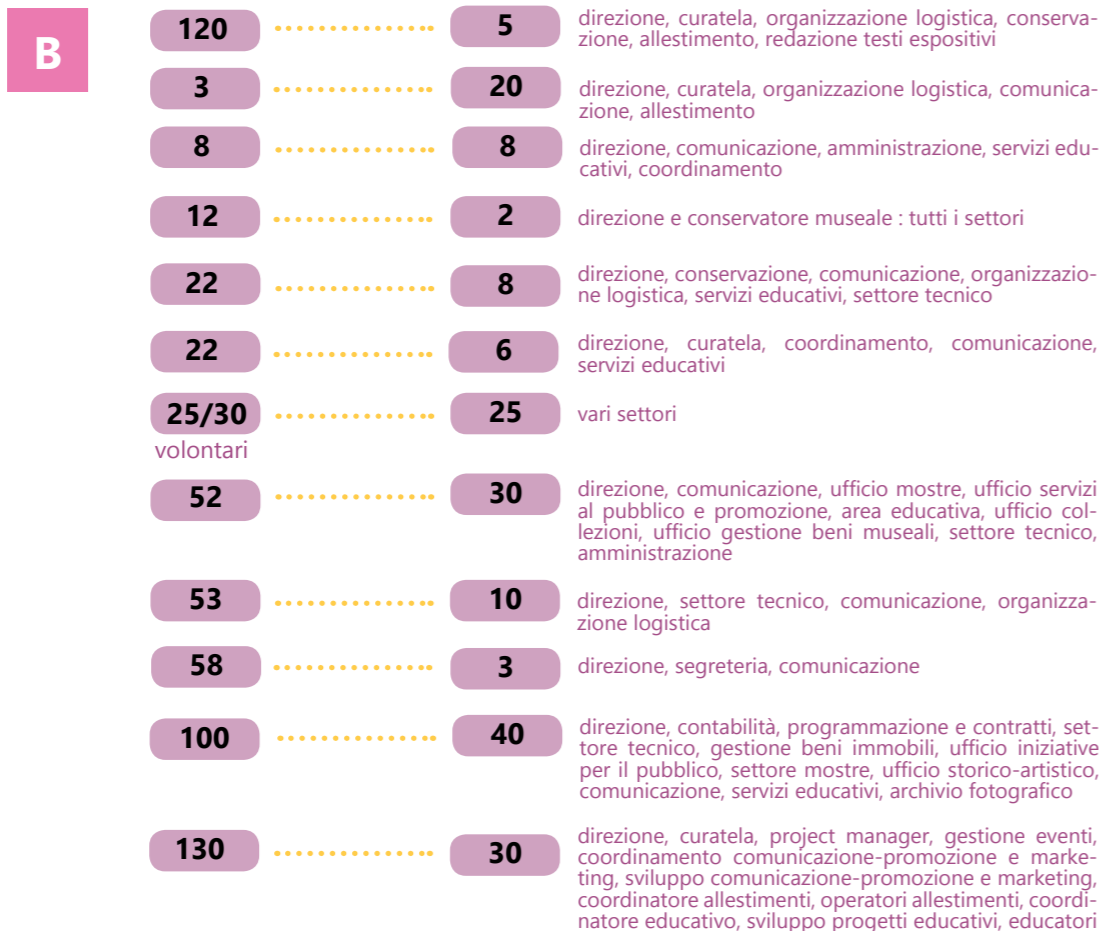 B
120 5 direzione, curatela, organizzazione logistica, conserva-
zione, allestimento, redazione testi espositivi
3 20 direzione, curatela, organizzazione logistica, comunica-
zione, allestimento
8 8 direzione, comunicazione, amministrazione, servizi edu-
cativi, coordinamento
12 2 direzione e conservatore museale : tutti i settori
22 8 direzione, conservazione, comunicazione, organizzazio-
ne logistica, servizi educativi, settore tecnico
22 6 direzione, curatela, coordinamento, comunicazione,
servizi educativi
25/30 25 vari settori
volontari
52 30 direzione, comunicazione, ufficio mostre, ufficio servizi
al pubblico e promozione, area educativa, ufficio col-
lezioni, ufficio gestione beni museali, settore tecnico,
amministrazione
53 10 direzione, settore tecnico, comunicazione, organizza-
zione logistica
58 3 direzione, segreteria, comunicazione
100 40 direzione, contabilità, programmazione e contratti, set-
tore tecnico, gestione beni immobili, ufficio iniziative
per il pubblico, settore mostre, ufficio storico-artistico,
comunicazione, servizi educativi, archivio fotografico
130 30 direzione, curatela, project manager, gestione eventi,
coordinamento comunicazione-promozione e marke-
ting, sviluppo comunicazione-promozione e marketing,
coordinatore allestimenti, operatori allestimenti, coordi-
natore educativo, sviluppo progetti educativi, educatori